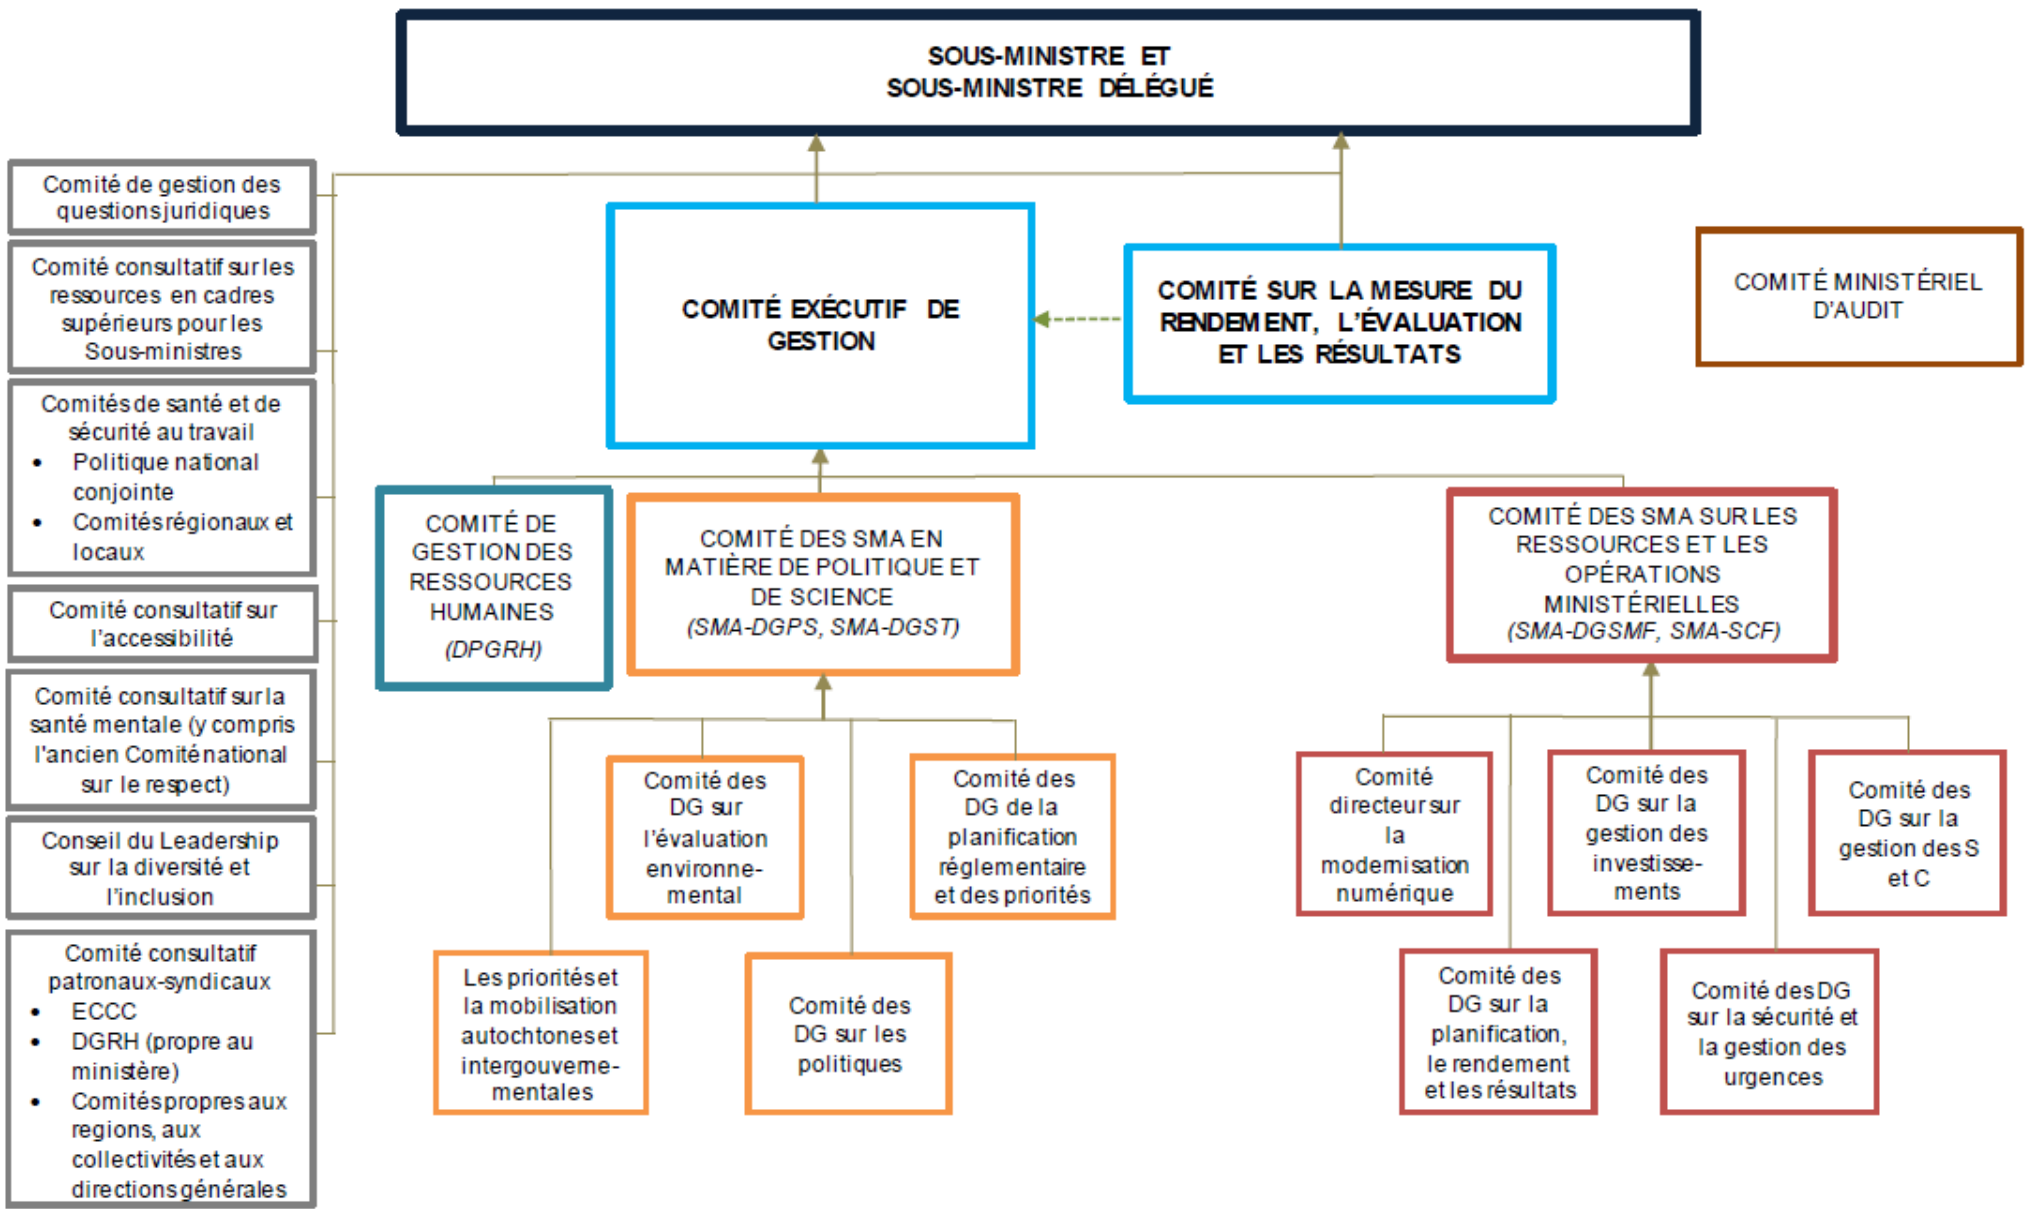 SOUS-MINISTRE ET
SOUS-MINISTRE DÉLÉGUÉ
Comité de gestion des
questions juridiques
Comité consultatif sur les
ressources en cadres
supérieurs pour les
Sous-ministres
Comités de santé et de
sécurité au travail
• Politique national
conjointe
• Comités régionaux et
locaux
Comité consultatif sur
l'accessibilité
Comité consultatif sur la
santé mentale (y compris
l'ancien Comité national
sur le respect)
Conseil du Leadership
sur la diversité et
l'inclusion
Comité consultatif
patronaux-syndicaux
• ECCC
• DGRH (propre au
ministère)
• Comités propres aux
regions, aux
collectivités et aux
directions générales
COMITÉ EXÉCUTIF DE
GESTION
COMITÉ SUR LA MESURE DU
RENDEMENT, L'ÉVALUATION
ET LES RÉSULTATS
COMITÉ MINISTÉRIEL
D'AUDIT
COMITÉ DE
GESTION DES
RESSOURCES
HUMAINES
(DPGRH)
COMITÉ DES SMA EN
MATIÈRE DE POLITIQUE ET
DE SCIENCE
(SMA-DGPS, SMA-DGST)
COMITÉ DES SMA SUR LES
RESSOURCES ET LES
OPÉRATIONS
MINISTÉRIELLES
(SMA-DGSMF, SMA-SCF)
Comité des
DG sur
l'évaluation
environne-
mental
Comité des
DG de la
planification
réglementaire
et des priorités
Les priorités et
la mobilisation
autochtones et
intergouverne-
mentales
Comité des
DG sur les
politiques
Comité
directeur sur
la
modernisation
numérique
Comité des
DG sur la
gestion des
investisse-
ments
Comité des
DG sur la
gestion des S
et C
Comité des
DG sur la
planification,
le rendement
et les résultats
Comité des DG
sur la sécurité et
la gestion des
urgences